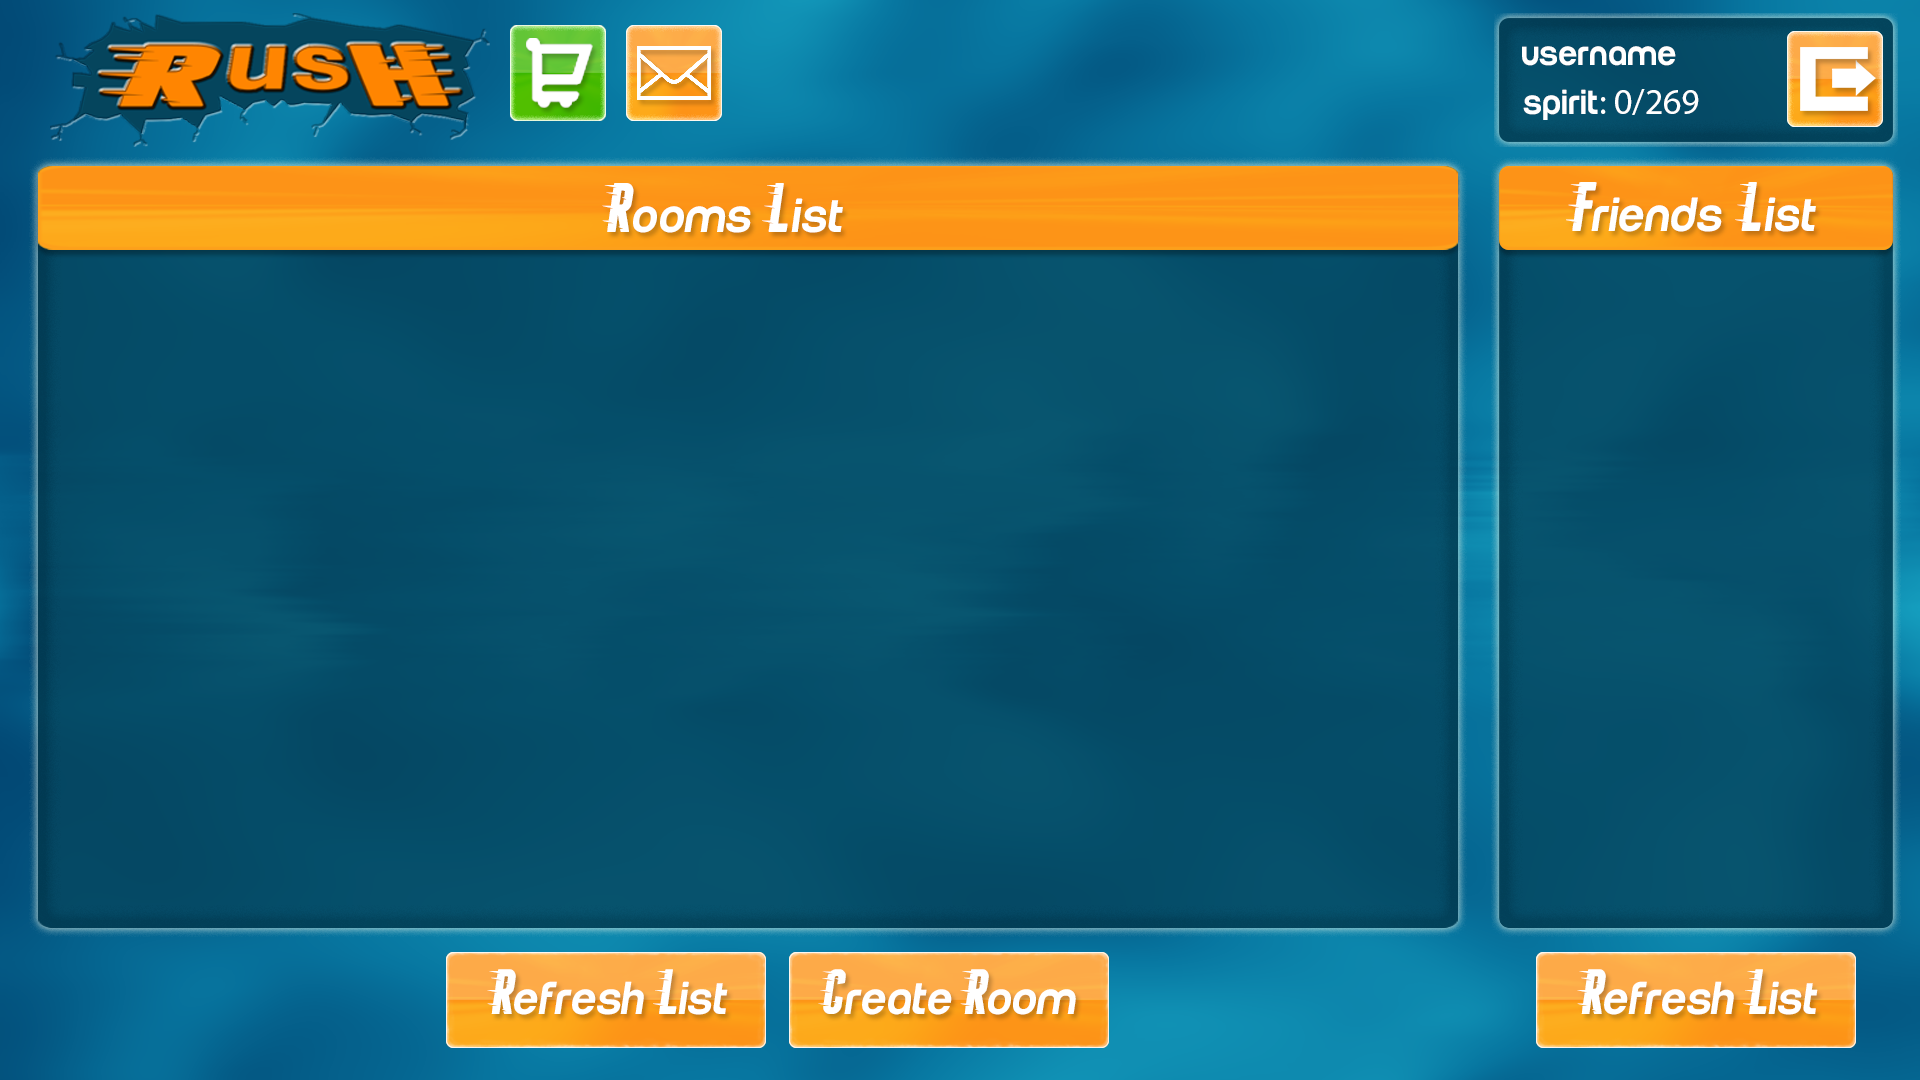 RusH
username
spirit: 0/269
Rooms List
Friends List
Refresh List
Create Room
Refresh List